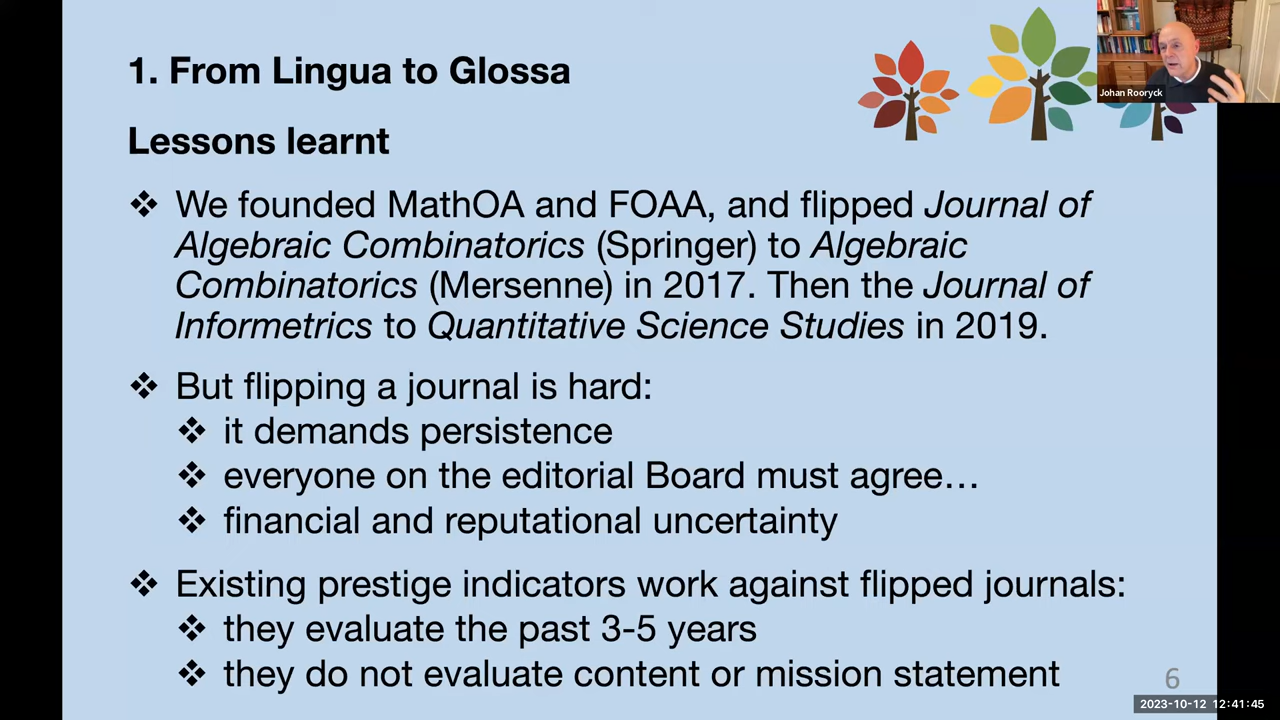 1. From Lingua to Glossa
Johan Rooryck
Lessons learnt
❖ We founded MathOA and FOAA, and flipped Journal of
Algebraic Combinatorics (Springer) to Algebraic
Combinatorics (Mersenne) in 2017. Then the Journal of
Informetrics to Quantitative Science Studies in 2019.
❖ But flipping a journal is hard:
❖ it demands persistence
❖ everyone on the editorial Board must agree…
❖ financial and reputational uncertainty
❖ Existing prestige indicators work against flipped journals:
❖ they evaluate the past 3-5 years
❖ they do not evaluate content or mission statement
6
2023-10-12 12:41:45